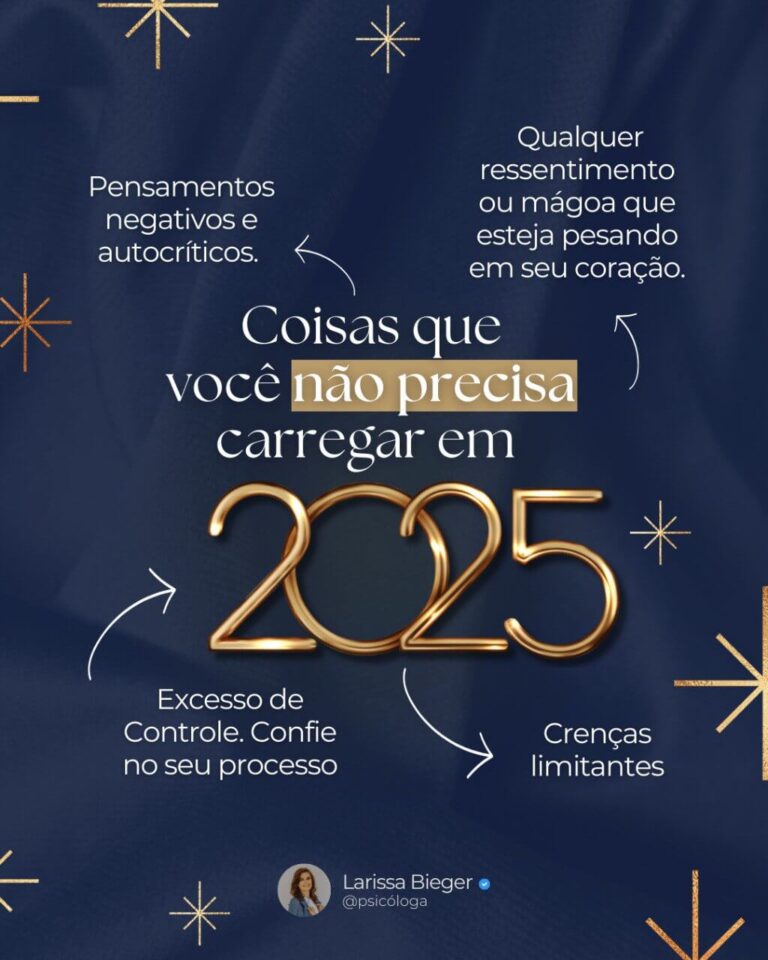 Pensamentos
negativos e
autocríticos.
Qualquer
ressentimento
ou mágoa que
esteja pesando
em seu coração.
Coisas que
você não precisa
carregar em
2025
Excesso de
Controle. Confie
no seu processo
Crenças
limitantes
Larissa Bieger
@psicóloga